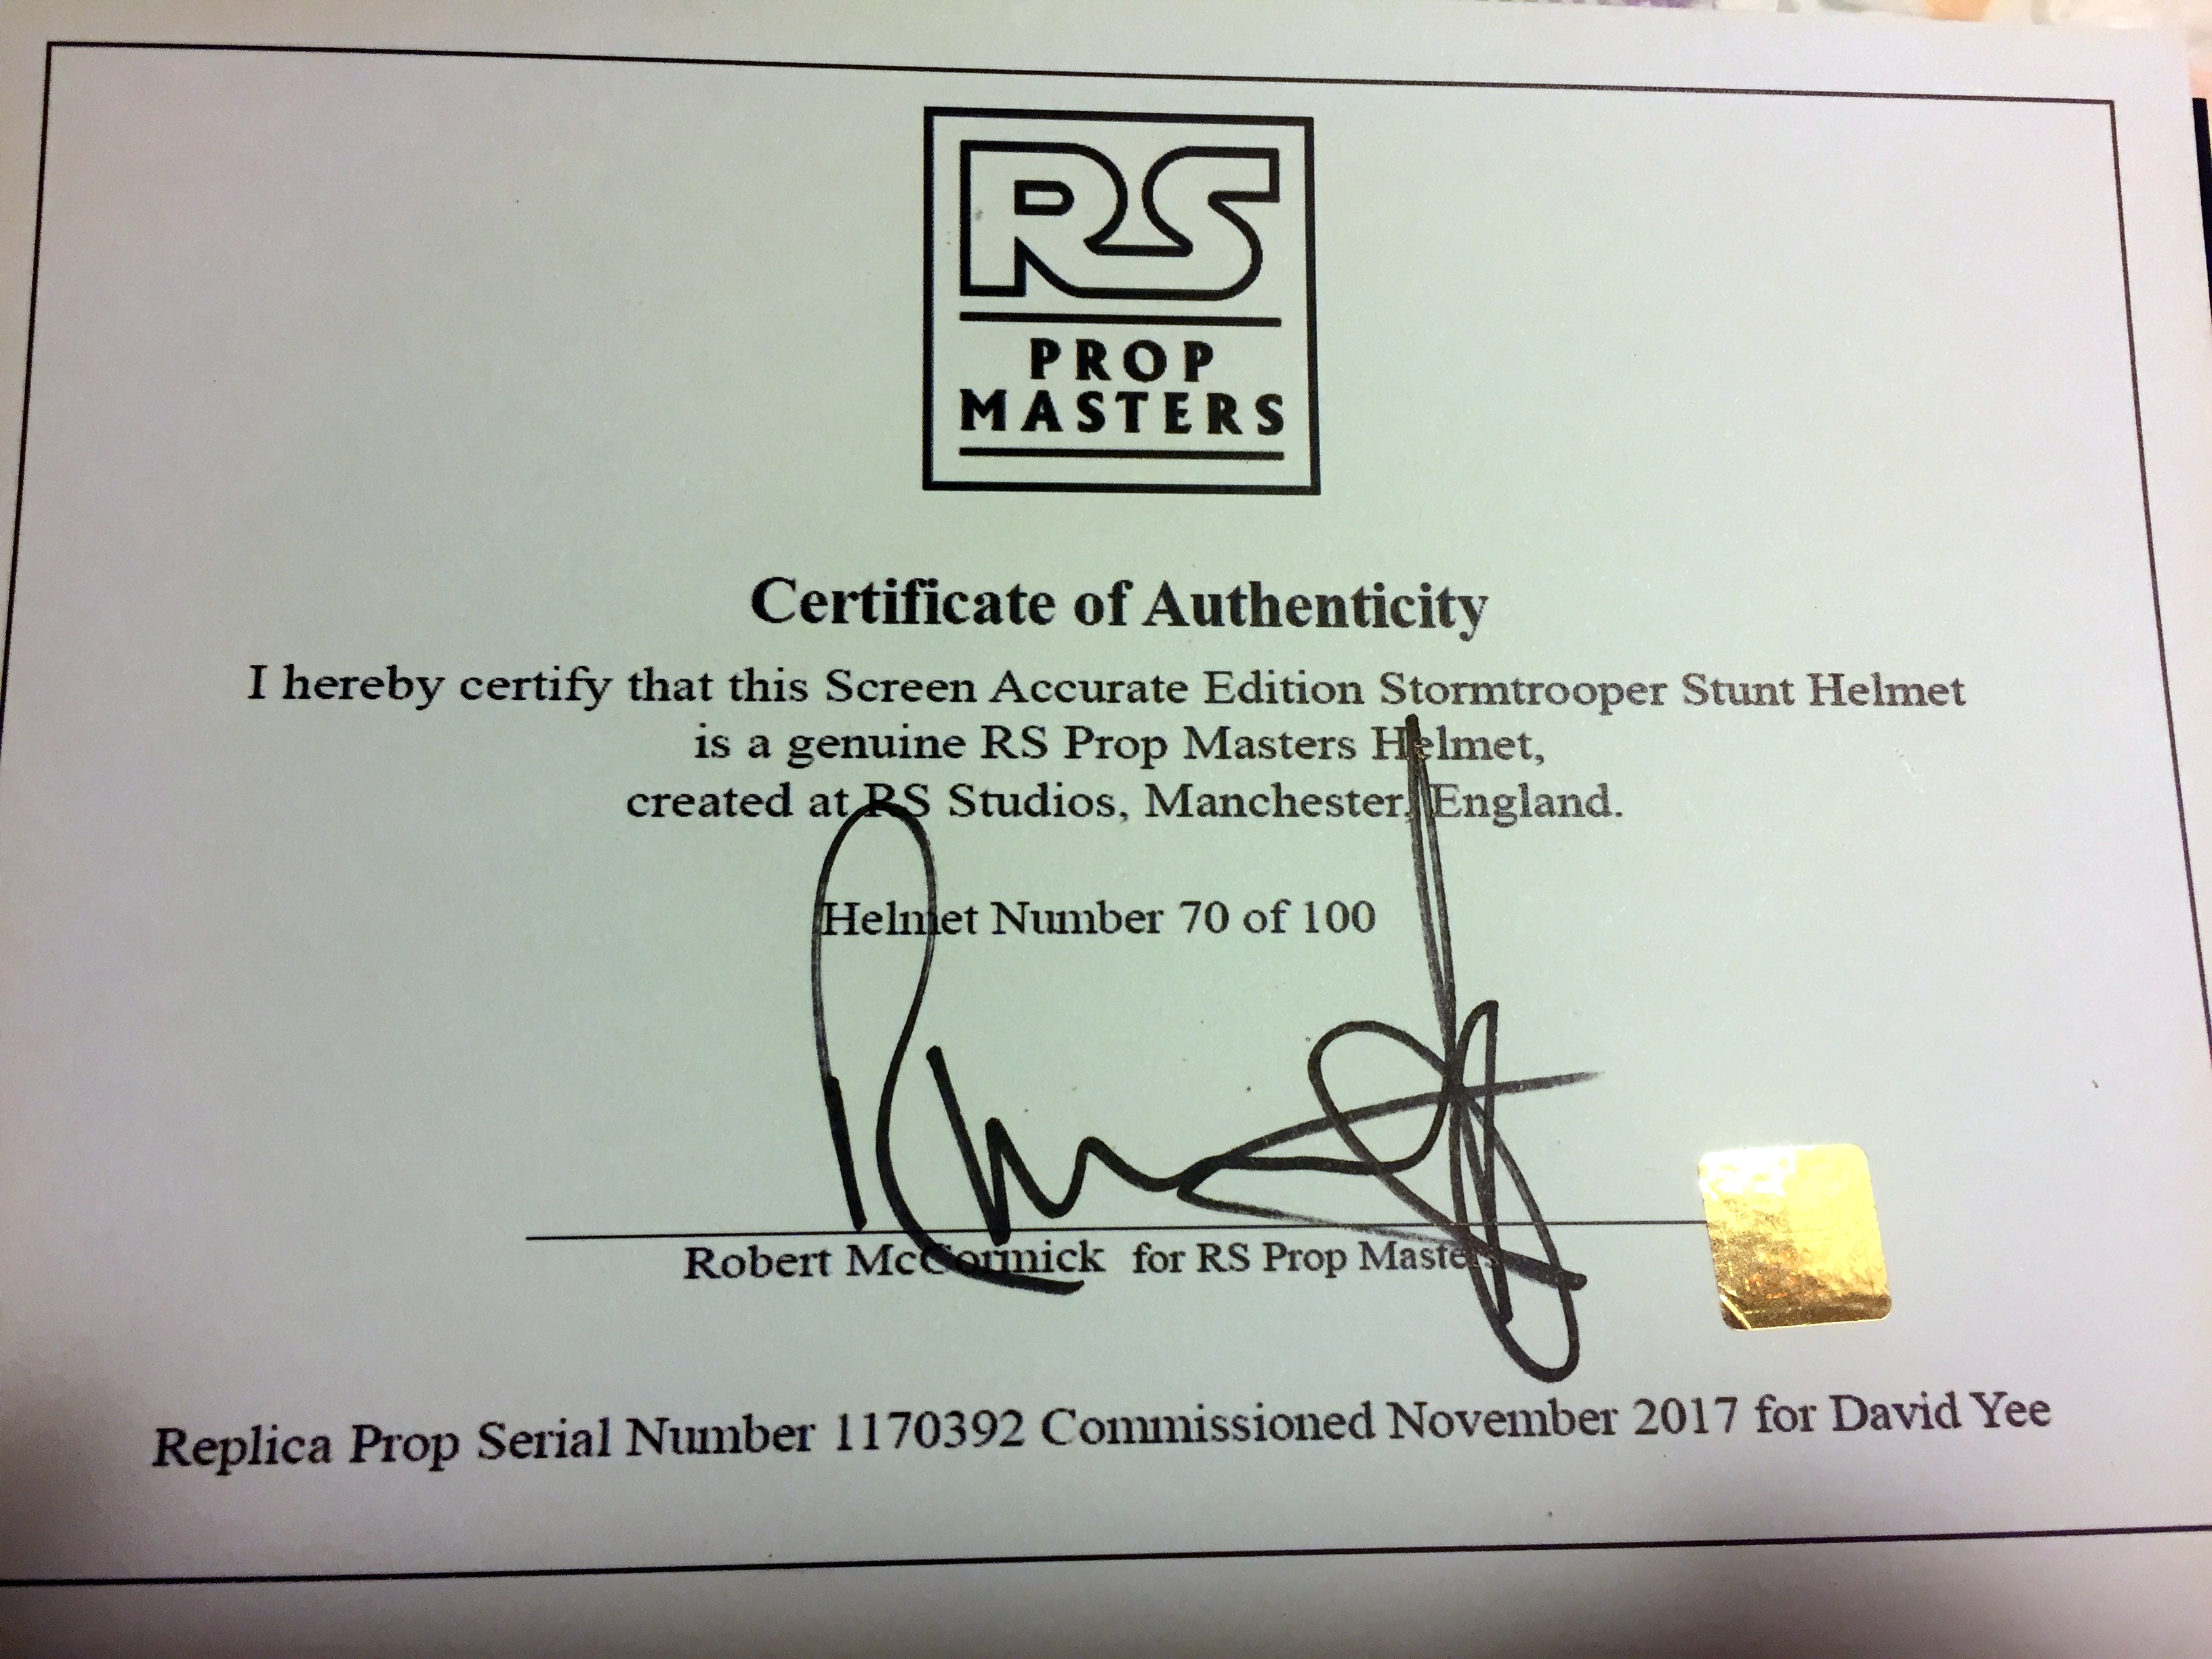 RS
PROP
MASTERS
Certificate of Authenticity
I hereby certify that this Screen Accurate Edition Stormtrooper Stunt Helmet
is a genuine RS Prop Masters Helmet,
created at RS Studios, Manchester, England.
Helmet Number 70 of 100
Robert McCormick for RS Prop Masters
Replica Prop Serial Number 1170392 Commissioned November 2017 for David Yee